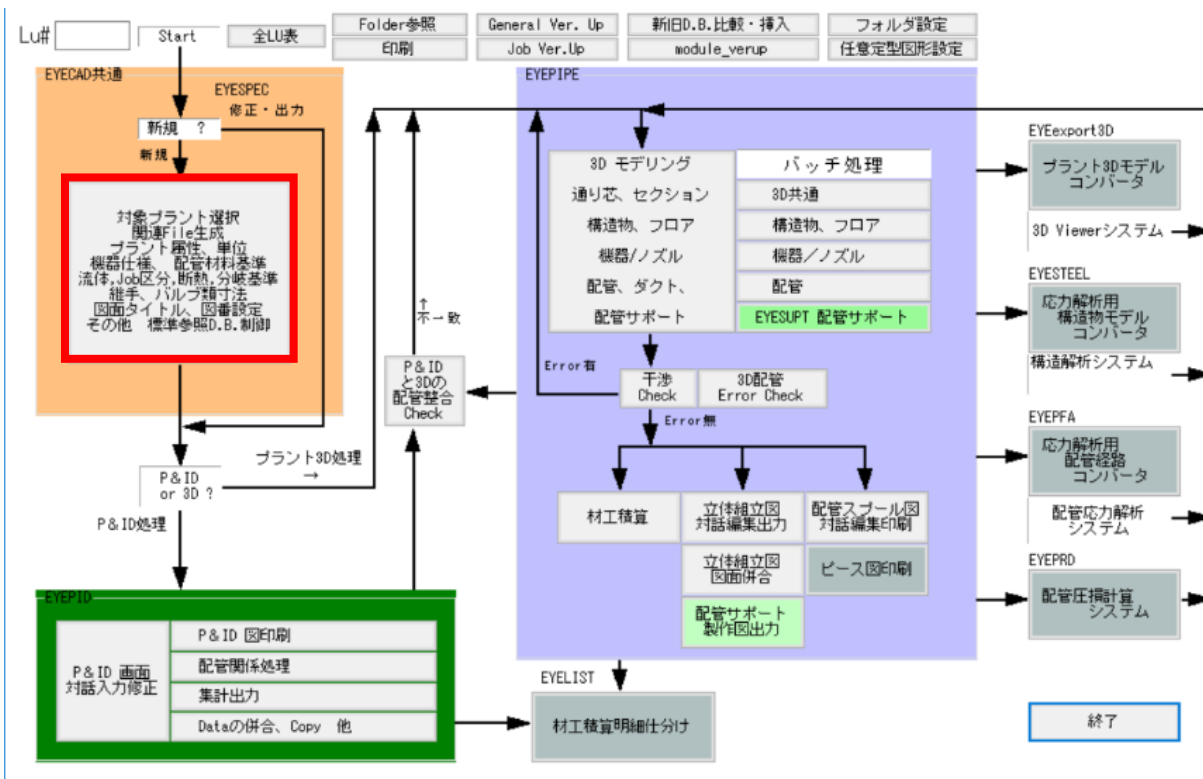 Lu#
Start
全LU表
Folder参照
印刷
General Ver. Up
Job Ver.Up
新旧D.B.比較・挿入
module_verup
フォルダ設定
任意定型図形設定
EYECAD共通
EYESPEC
修正・出力
新規 ?
新規
対象プラント選択
関連File生成
プラント属性、単位
機器仕様、配管材料基準
流体,Job区分,断熱,分岐基準
継手、バルブ類寸法
図面タイトル、図番設定
その他 標準参照D.B.制御
P&ID
or 3D ?
プラント3D処理
→
P&ID処理
EYEPID
P&ID 画面
対話入力修正
P&ID 図印刷
配管関係処理
集計出力
Dataの併合、Copy 他
↑
不一致
P&ID
と3Dの
配管整合
Check
EYEPIPE
3D モデリング
通り芯、セクション
構造物、フロア
機器/ノズル
配管、ダクト、
配管サポート
バッチ処理
3D共通
構造物、フロア
機器/ノズル
配管
EYESUPT 配管サポート
Error有
干渉
Check
3D配管
Error Check
Error無
材工積算
立体組立図
対話編集出力
配管スプール図
対話編集印刷
立体組立図
図面併合
ピース図印刷
配管サポート
製作図出力
EYELIST
材工積算明細仕分け
EYEexport3D
プラント3Dモデル
コンバータ
3D Viewerシステム
EYESTEEL
応力解析用
構造物モデル
コンバータ
構造解析システム
EYEPFA
応力解析用
配管経路
コンバータ
配管応力解析
システム
EYEPRD
配管圧損計算
システム
終了